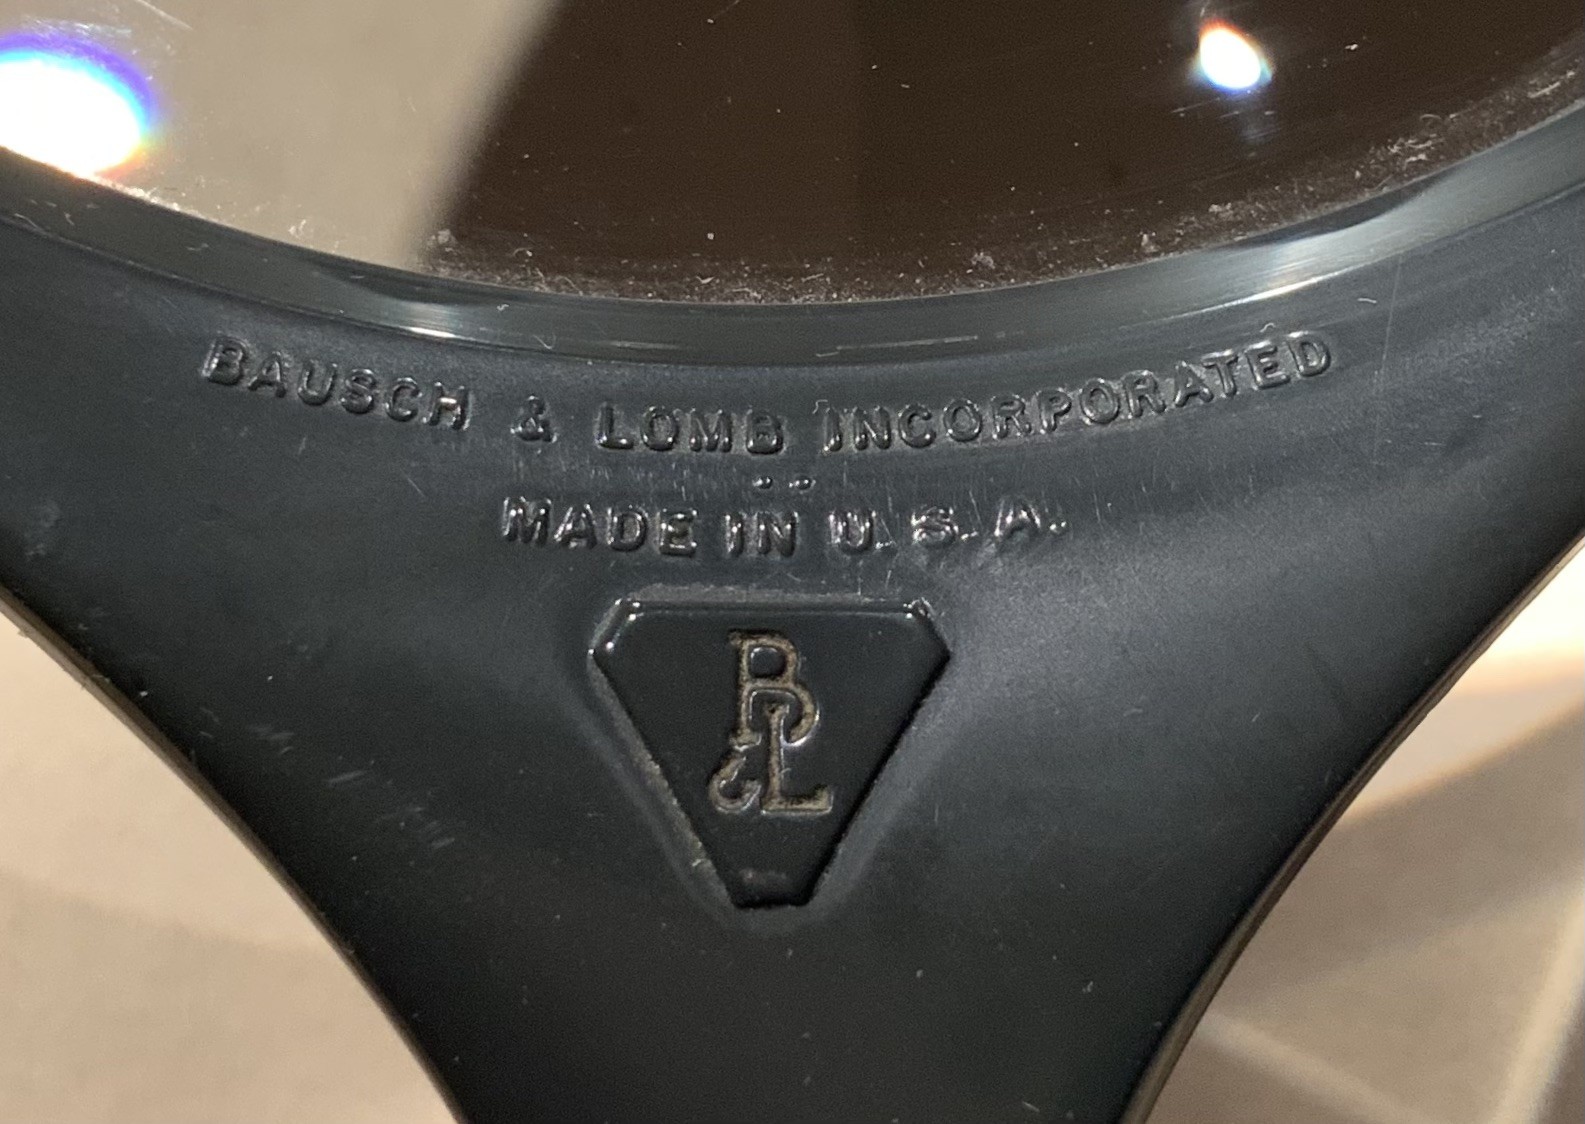 BAUSCH & LOMB INCORPORATED
MADE IN U.S.A.
B
&L